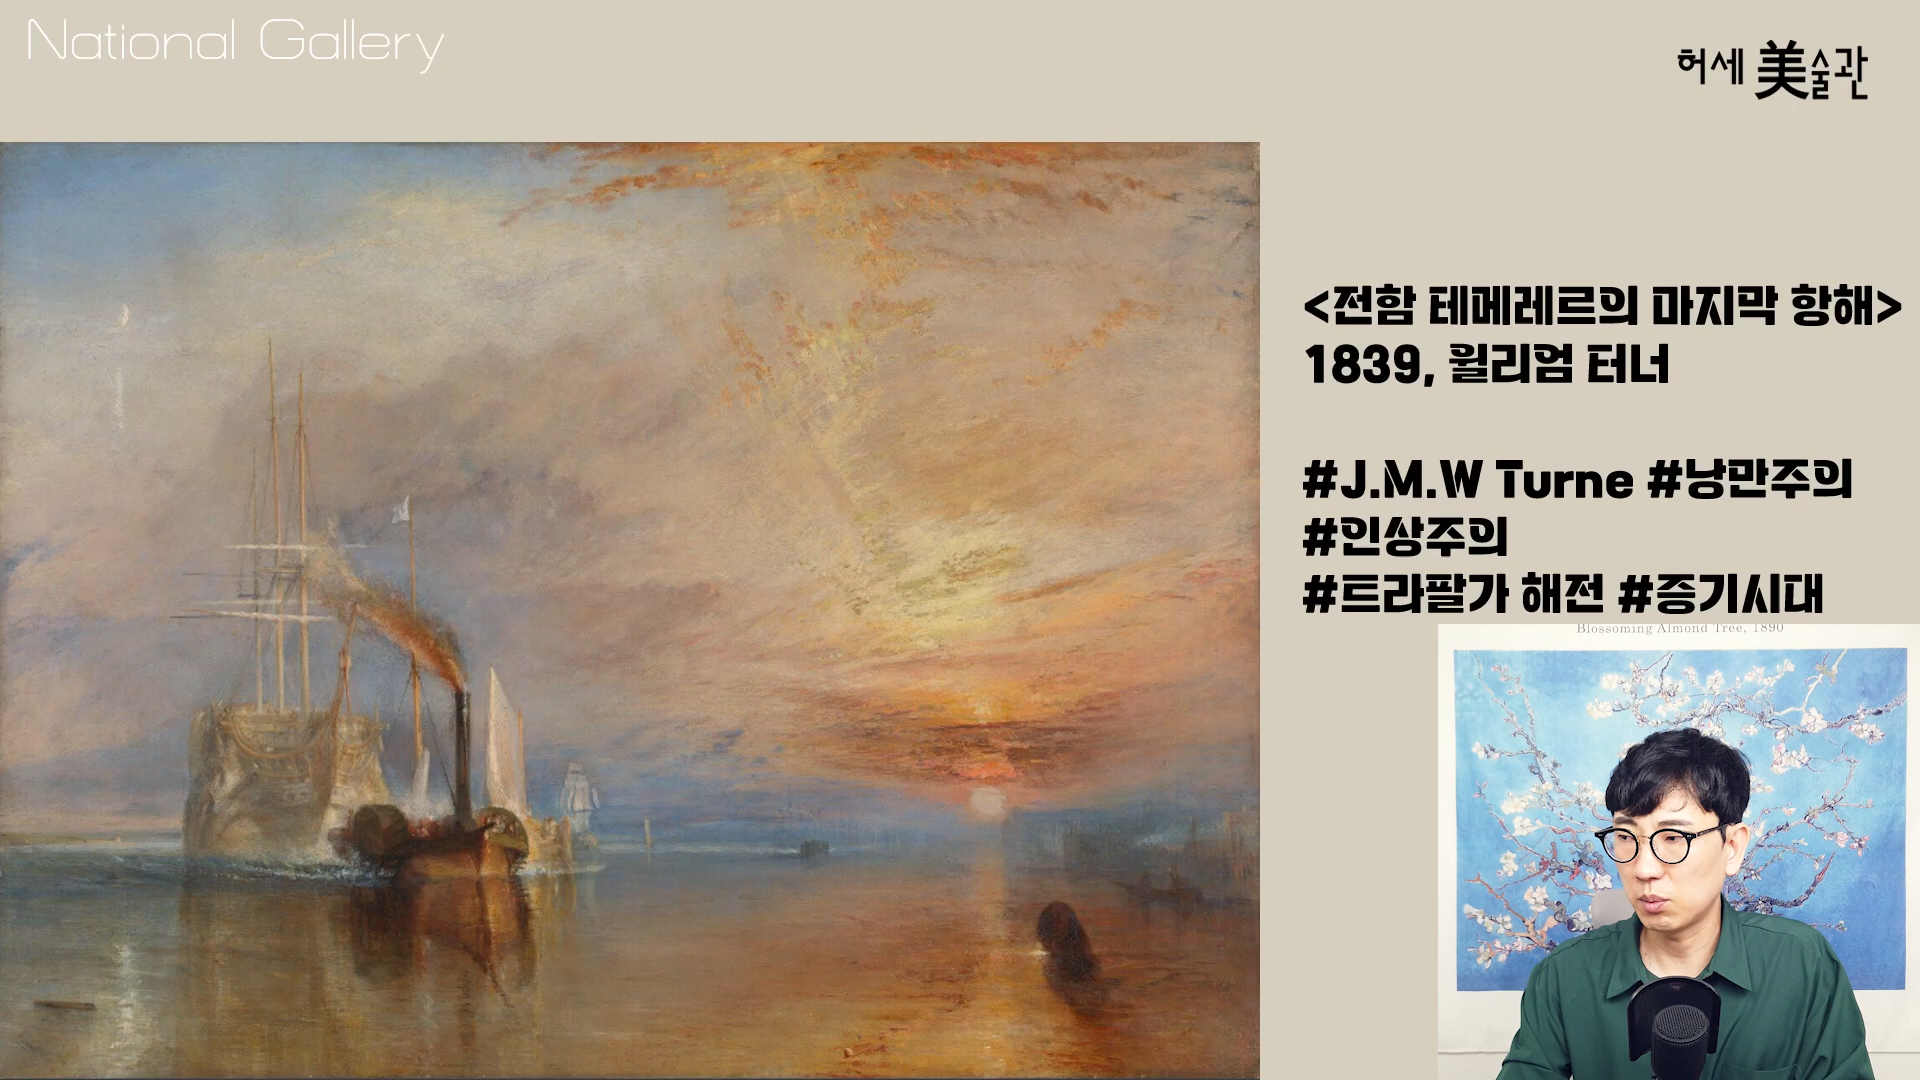 National Gallery
허세 美술관
<전함 테메레르의 마지막 항해>
1839, 윌리엄 터너
#J.M.W Turne #낭만주의
#인상주의
#트라팔가 해전 #증기시대
Blossoming Almond Tree, 1890